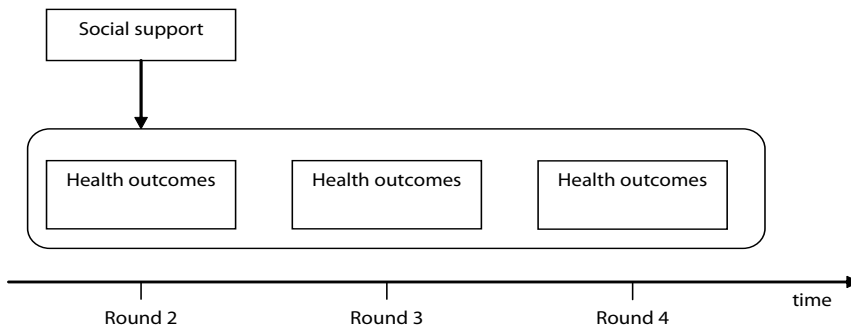 Social support
Health outcomes Health outcomes Health outcomes
time
Round 2 Round 3 Round 4